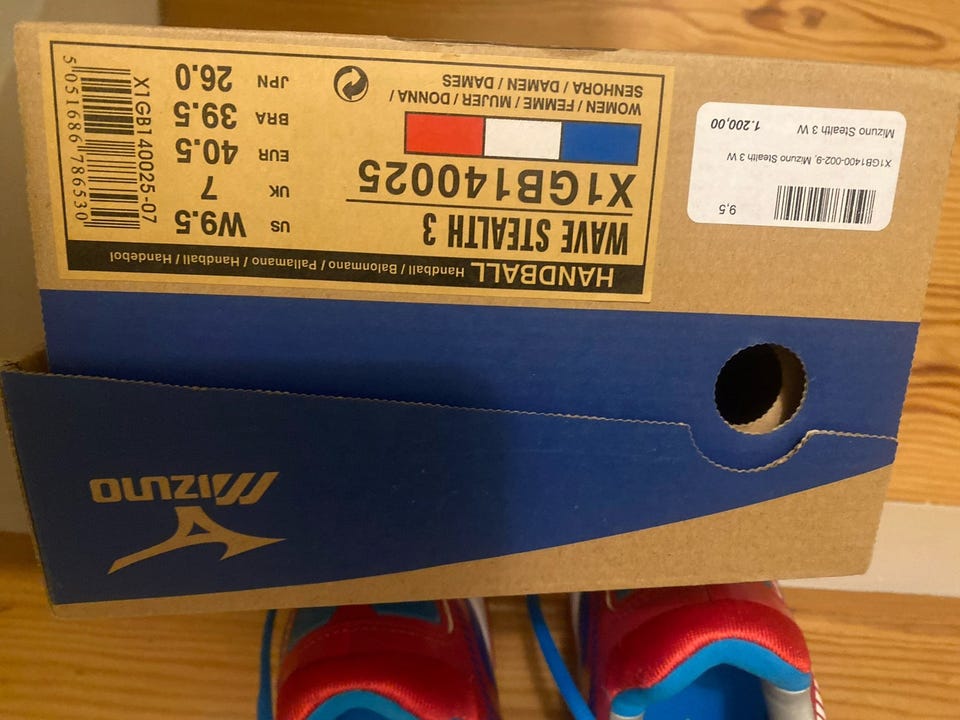 HANDBALL Handball / Balonmano / Pallamano / Handball / Handebol
WAVE STEALTH 3
X1GB140025
WOMEN / FEMME / MUJER / DONNA /
SENHORA / DAMEN / DAMES
US W9.5
UK 7
EUR 40.5
BRA 39.5
JPN 26.0
X1GB140025-07
5 051686 786530
9,5
X1GB1400-002-9, Mizuno Stealth 3 W
Mizuno Stealth 3 W 1.200,00
MIZUNO